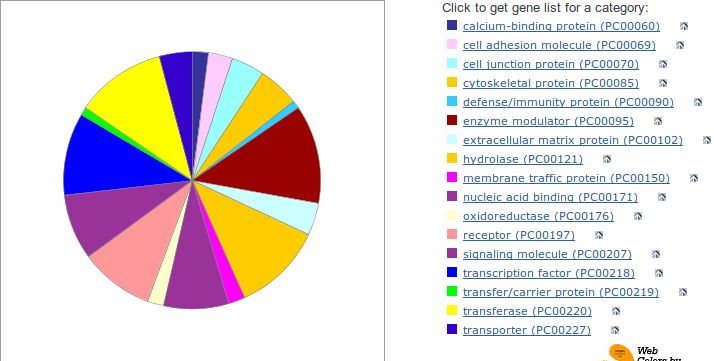 Click to get gene list for a category:
calcium-binding protein (PC00060)
cell adhesion molecule (PC00069)
cell junction protein (PC00070)
cytoskeletal protein (PC00085)
defense/immunity protein (PC00090)
enzyme modulator (PC00095)
extracellular matrix protein (PC00102)
hydrolase (PC00121)
membrane traffic protein (PC00150)
nucleic acid binding (PC00171)
oxidoreductase (PC00176)
receptor (PC00197)
signaling molecule (PC00207)
transcription factor (PC00218)
transfer/carrier protein (PC00219)
transferase (PC00220)
transporter (PC00227)
Web
Colors by